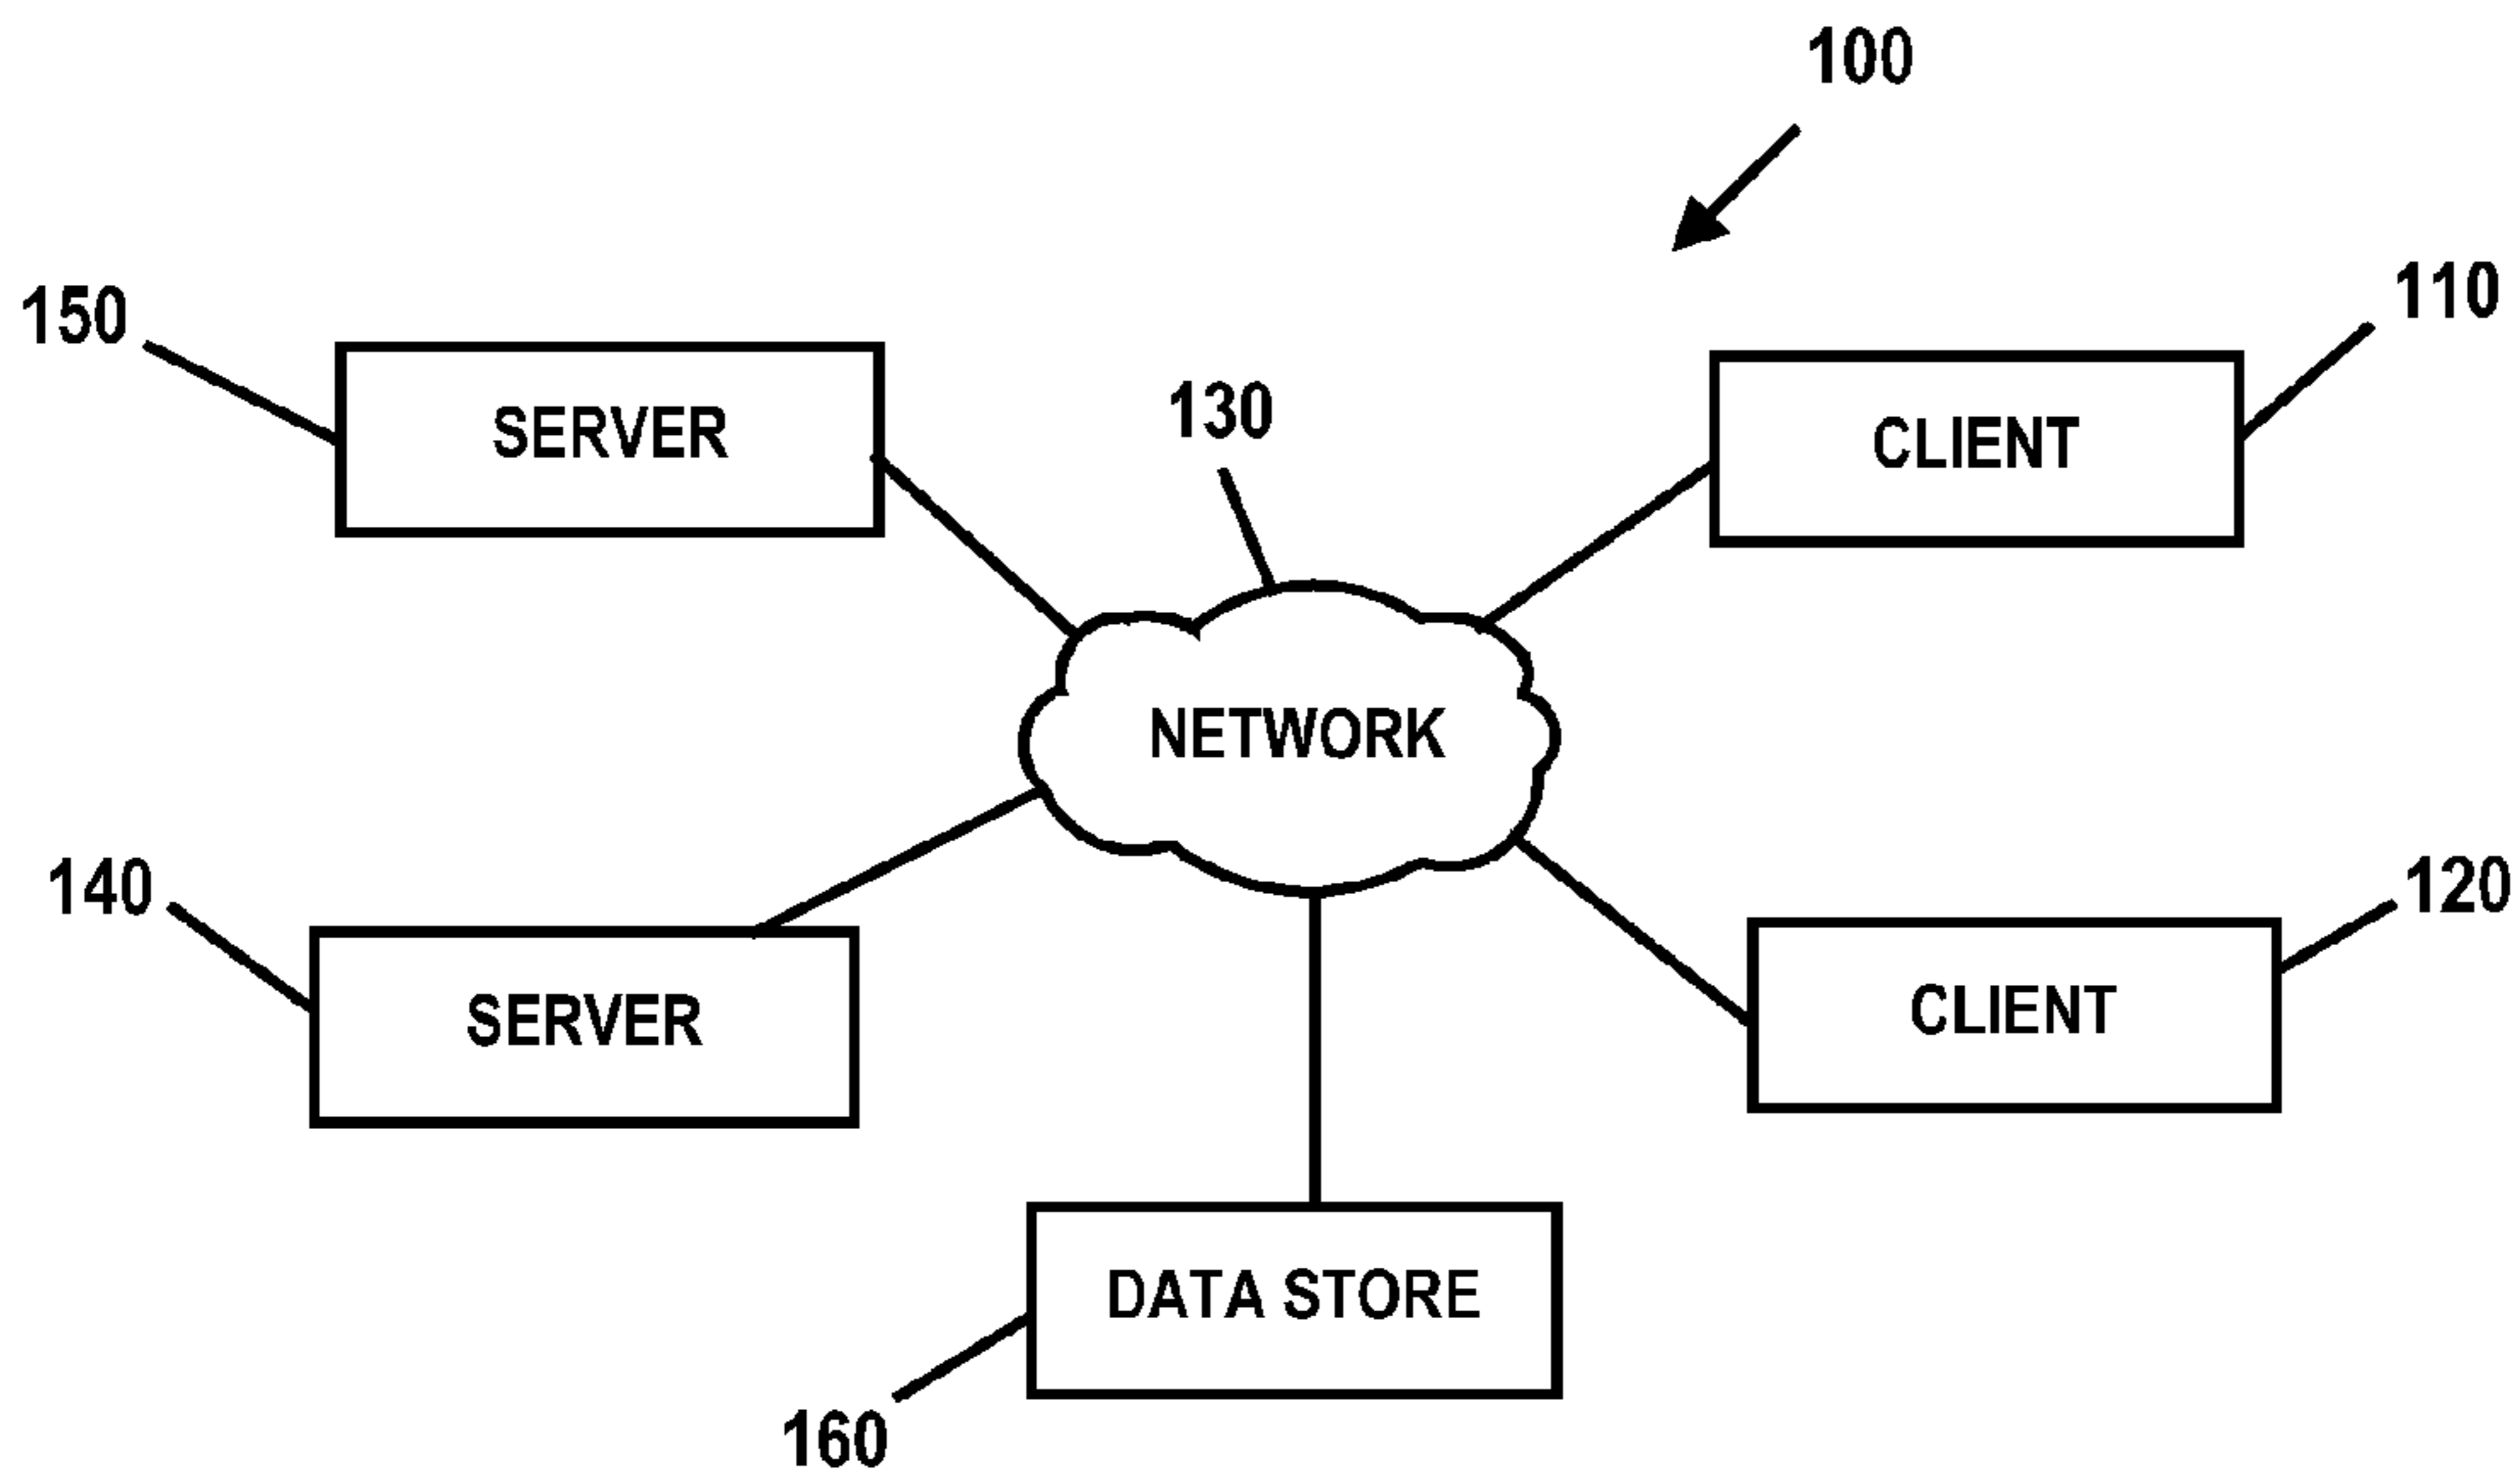 100
110
150
SERVER
130
CLIENT
NETWORK
140
120
SERVER
CLIENT
DATA STORE
160